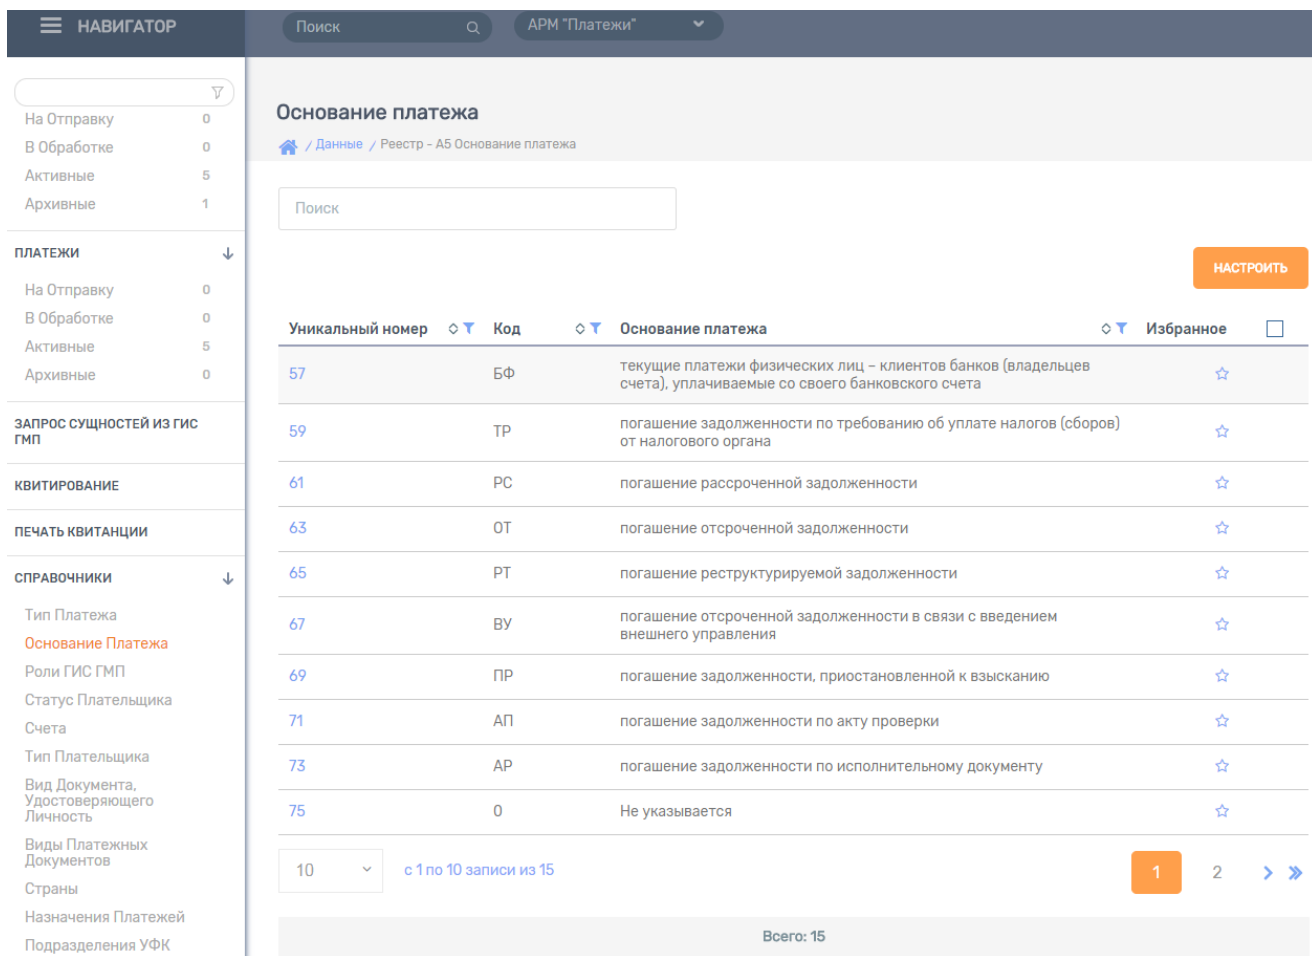 НАВИГАТОР
Поиск
АРМ "Платежи"
На Отправку 0
В Обработке 0
Активные 5
Архивные 1
ПЛАТЕЖИ
На Отправку 0
В Обработке 0
Активные 5
Архивные 0
ЗАПРОС СУЩНОСТЕЙ ИЗ ГИС
ГМП
КВИТИРОВАНИЕ
ПЕЧАТЬ КВИТАНЦИИ
СПРАВОЧНИКИ
Тип Платежа
Основание Платежа
Роли ГИС ГМП
Статус Плательщика
Счета
Тип Плательщика
Вид Документа,
Удостоверяющего
Личность
Виды Платежных
Документов
Страны
Назначения Платежей
Подразделения УФК
Основание платежа
/ Данные / Реестр - А5 Основание платежа
Поиск
НАСТРОИТЬ
Уникальный номер Код Основание платежа Избранное
57 БФ текущие платежи физических лиц – клиентов банков (владельцев
счета), уплачиваемые со своего банковского счета
59 ТР погашение задолженности по требованию об уплате налогов (сборов)
от налогового органа
61 РС погашение рассроченной задолженности
63 ОТ погашение отсроченной задолженности
65 РТ погашение реструктурируемой задолженности
67 ВУ погашение отсроченной задолженности в связи с введением
внешнего управления
69 ПР погашение задолженности, приостановленной к взысканию
71 АП погашение задолженности по акту проверки
73 АР погашение задолженности по исполнительному документу
75 0 Не указывается
10 с 1 по 10 записи из 15 1 2
Всего: 15